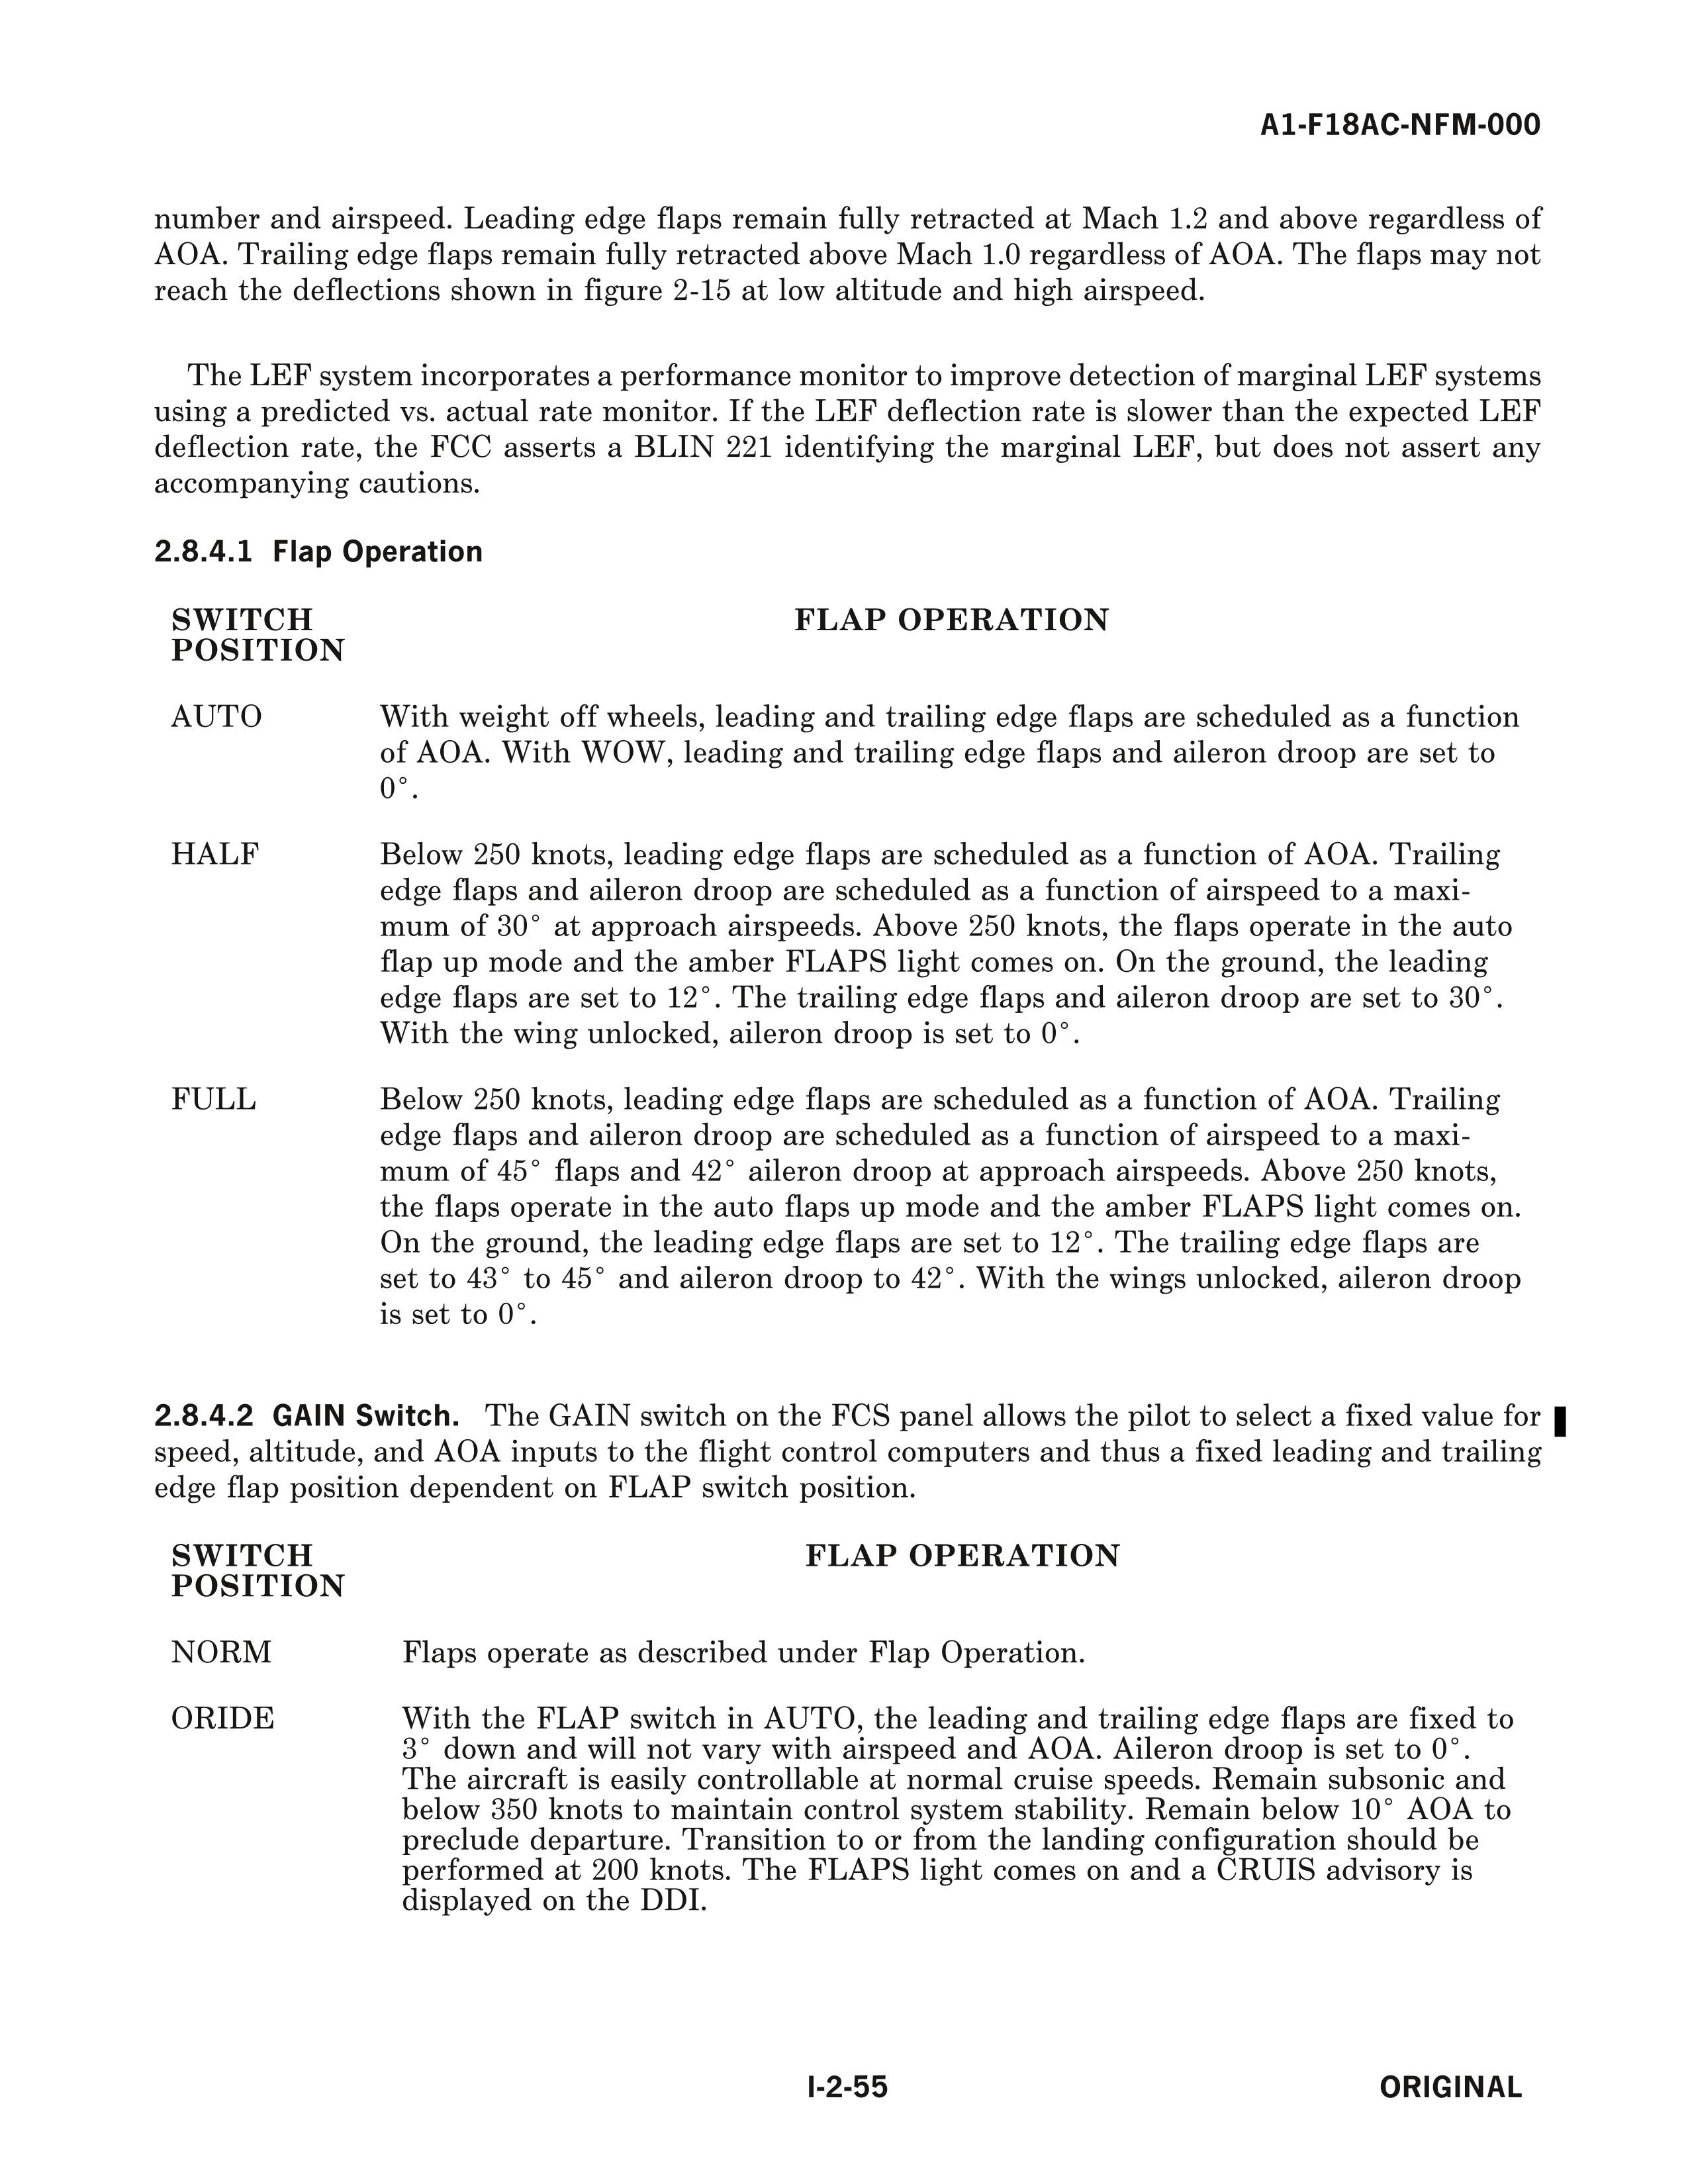 A1-F18AC-NFM-000
number and airspeed. Leading edge flaps remain fully retracted at Mach 1.2 and above regardless of
AOA. Trailing edge flaps remain fully retracted above Mach 1.0 regardless of AOA. The flaps may not
reach the deflections shown in figure 2-15 at low altitude and high airspeed.
The LEF system incorporates a performance monitor to improve detection of marginal LEF systems
using a predicted vs. actual rate monitor. If the LEF deflection rate is slower than the expected LEF
deflection rate, the FCC asserts a BLIN 221 identifying the marginal LEF, but does not assert any
accompanying cautions.
2.8.4.1 Flap Operation
SWITCH
POSITION
FLAP OPERATION
AUTO
With weight off wheels, leading and trailing edge flaps are scheduled as a function
of AOA. With WOW, leading and trailing edge flaps and aileron droop are set to
0°.
HALF
Below 250 knots, leading edge flaps are scheduled as a function of AOA. Trailing
edge flaps and aileron droop are scheduled as a function of airspeed to a maxi-
mum of 30° at approach airspeeds. Above 250 knots, the flaps operate in the auto
flap up mode and the amber FLAPS light comes on. On the ground, the leading
edge flaps are set to 12°. The trailing edge flaps and aileron droop are set to 30°.
With the wing unlocked, aileron droop is set to 0°.
FULL
Below 250 knots, leading edge flaps are scheduled as a function of AOA. Trailing
edge flaps and aileron droop are scheduled as a function of airspeed to a maxi-
mum of 45° flaps and 42° aileron droop at approach airspeeds. Above 250 knots,
the flaps operate in the auto flaps up mode and the amber FLAPS light comes on.
On the ground, the leading edge flaps are set to 12°. The trailing edge flaps are
set to 43° to 45° and aileron droop to 42°. With the wings unlocked, aileron droop
is set to 0°.
2.8.4.2 GAIN Switch. The GAIN switch on the FCS panel allows the pilot to select a fixed value for
speed, altitude, and AOA inputs to the flight control computers and thus a fixed leading and trailing
edge flap position dependent on FLAP switch position.
SWITCH
POSITION
FLAP OPERATION
NORM
Flaps operate as described under Flap Operation.
ORIDE
With the FLAP switch in AUTO, the leading and trailing edge flaps are fixed to
3° down and will not vary with airspeed and AOA. Aileron droop is set to 0°.
The aircraft is easily controllable at normal cruise speeds. Remain subsonic and
below 350 knots to maintain control system stability. Remain below 10° AOA to
preclude departure. Transition to or from the landing configuration should be
performed at 200 knots. The FLAPS light comes on and a CRUIS advisory is
displayed on the DDI.
I-2-55
ORIGINAL